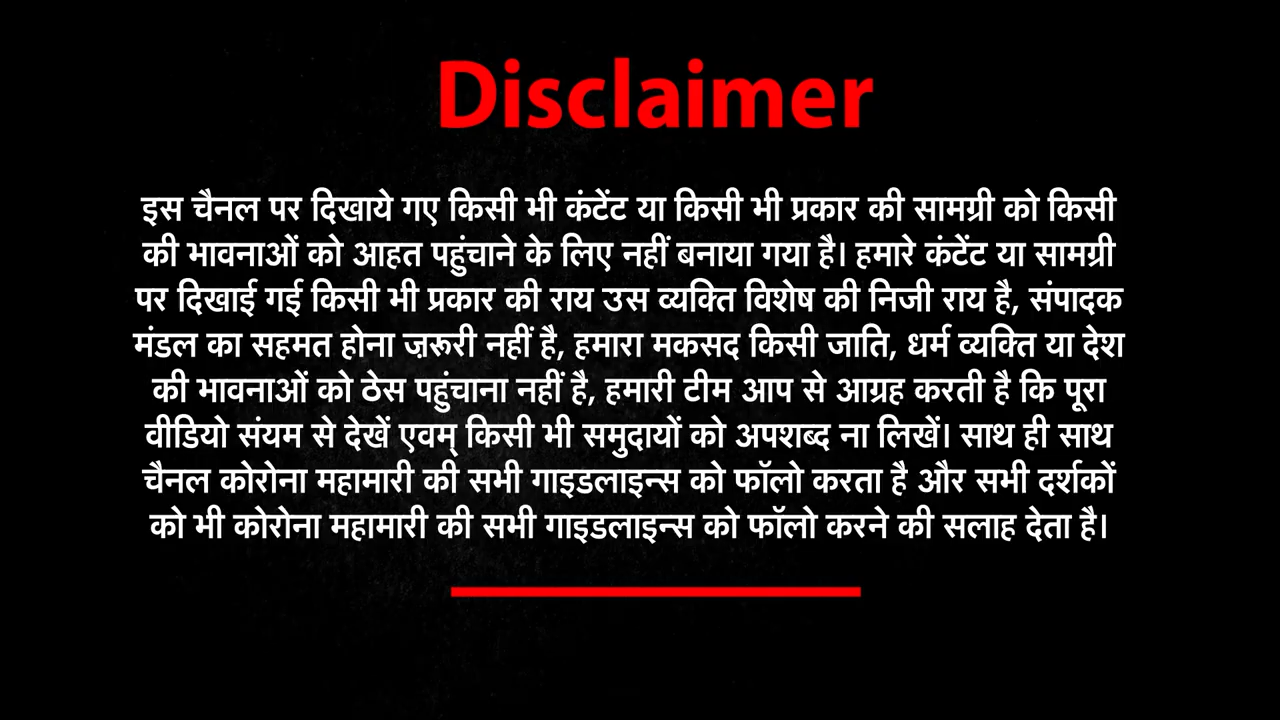 Disclaimer
इस चैनल पर दिखाये गए किसी भी कंटेंट या किसी भी प्रकार की सामग्री को किसी
की भावनाओं को आहत पहुंचाने के लिए नहीं बनाया गया है। हमारे कंटेंट या सामग्री
पर दिखाई गई किसी भी प्रकार की राय उस व्यक्ति विशेष की निजी राय है, संपादक
मंडल का सहमत होना ज़रूरी नहीं है, हमारा मकसद किसी जाति, धर्म व्यक्ति या देश
की भावनाओं को ठेस पहुंचाना नहीं है, हमारी टीम आप से आग्रह करती है कि पूरा
वीडियो संयम से देखें एवम् किसी भी समुदायों को अपशब्द ना लिखें। साथ ही साथ
चैनल कोरोना महामारी की सभी गाइडलाइन्स को फॉलो करता है और सभी दर्शकों
को भी कोरोना महामारी की सभी गाइडलाइन्स को फॉलो करने की सलाह देता है।